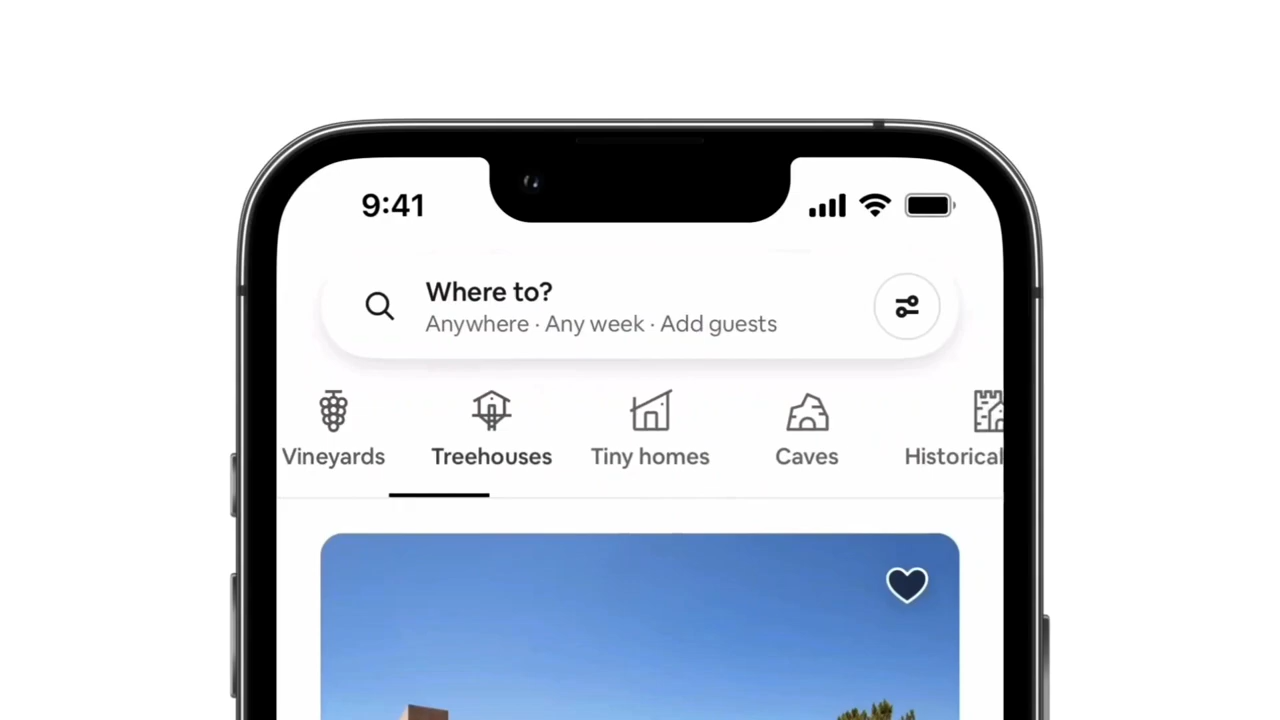 9:41
Where to?
Anywhere · Any week · Add guests
Vineyards Treehouses Tiny homes Caves Historical